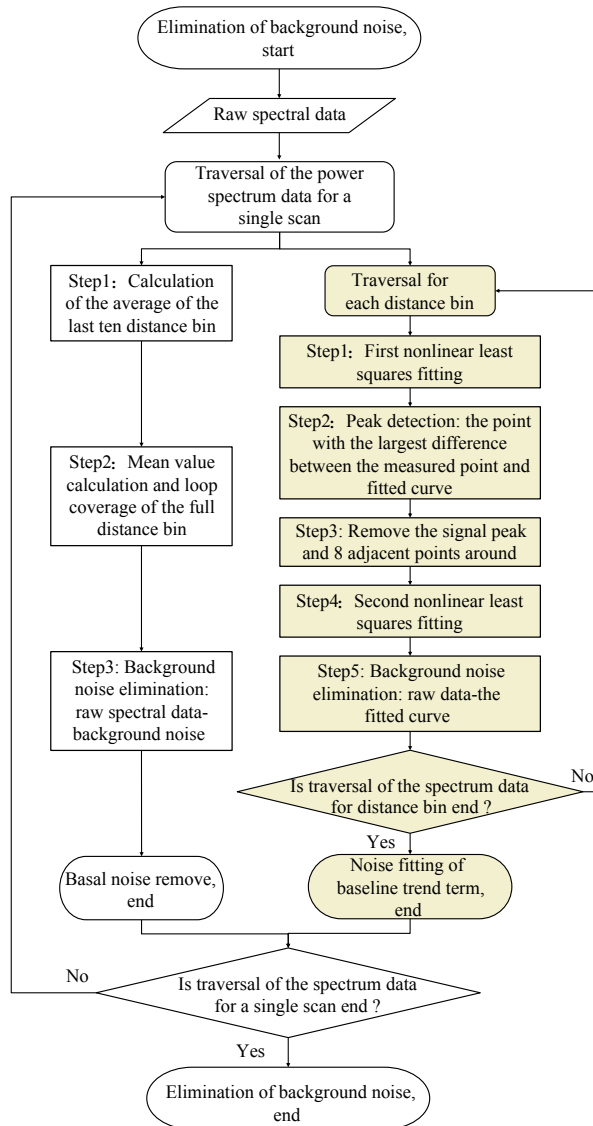 Elimination of background noise,
start
Raw spectral data
Traversal of the power
spectrum data for a
single scan
Step1：Calculation
of the average of the
last ten distance bin
Step2：Mean value
calculation and loop
coverage of the full
distance bin
Step3: Background
noise elimination:
raw spectral data-
background noise
Basal noise remove,
end
Traversal for
each distance bin
Step1：First nonlinear least
squares fitting
Step2：Peak detection: the point
with the largest difference
between the measured point and
fitted curve
Step3: Remove the signal peak
and 8 adjacent points around
Step4：Second nonlinear least
squares fitting
Step5：Background noise
elimination: raw data-the
fitted curve
Is traversal of the spectrum data
for distance bin end ?
No
Yes
Noise fitting of
baseline trend term,
end
No
Is traversal of the spectrum data
for a single scan end ?
Yes
Elimination of background noise,
end